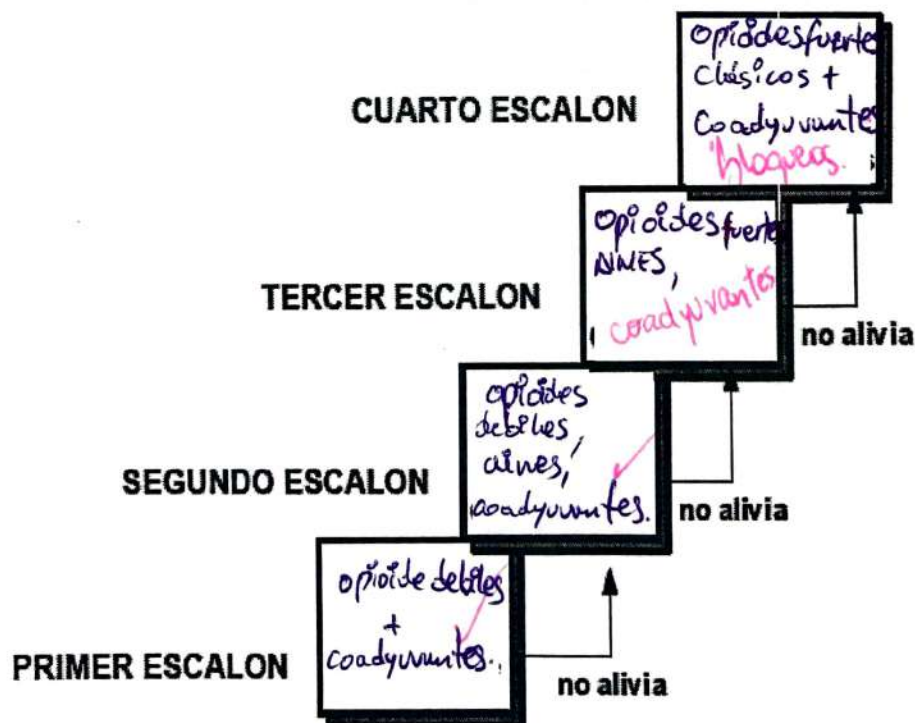 CUARTO ESCALON
opioides fuertes
Clásicos +
Coadyuvantes
bloqueos.
TERCER ESCALON
opioides fuertes
AINES,
coadyuvantes
no alivia
SEGUNDO ESCALON
opioides
debiles,
aines,
coadyuvantes.
no alivia
PRIMER ESCALON
opioide debiles
+
coadyuvantes.
no alivia